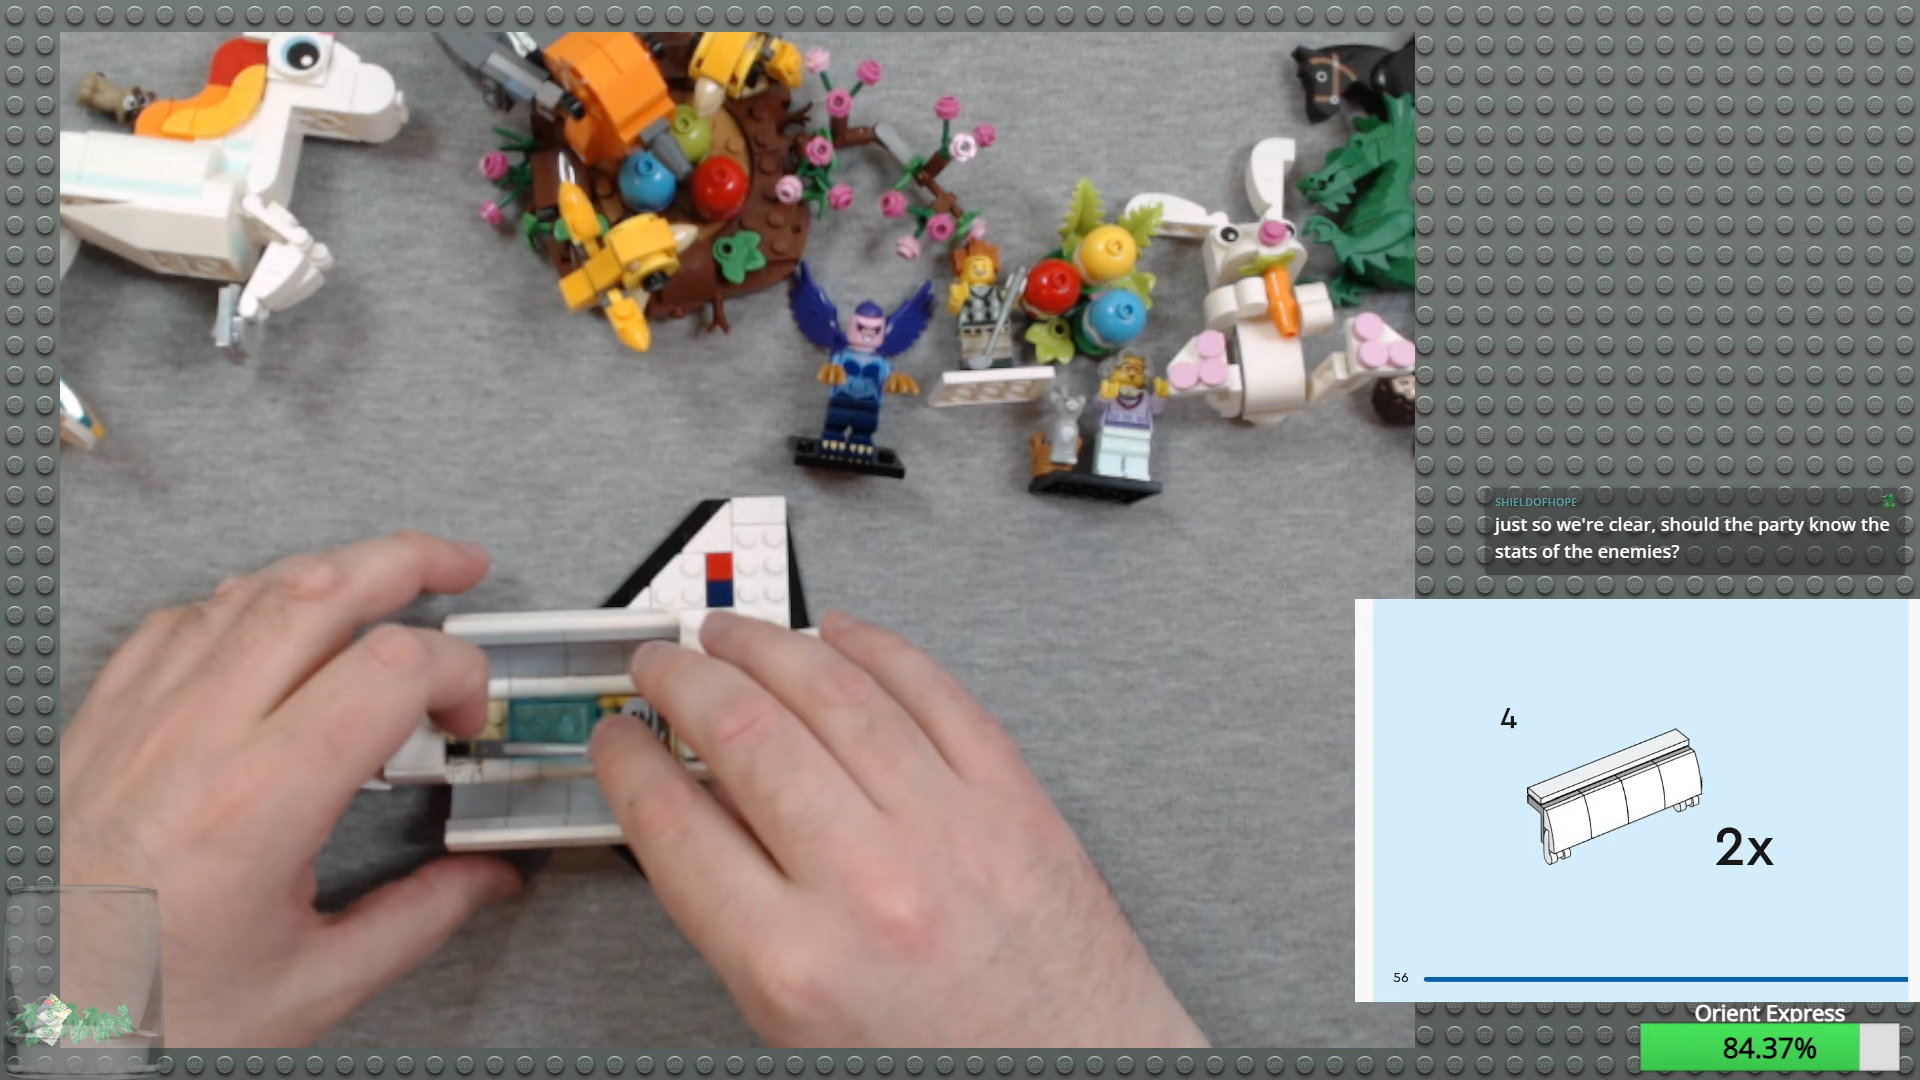 SHIELDOFHOPE
just so we're clear, should the party know the
stats of the enemies?
4
2x
56
Orient Express
84.37%